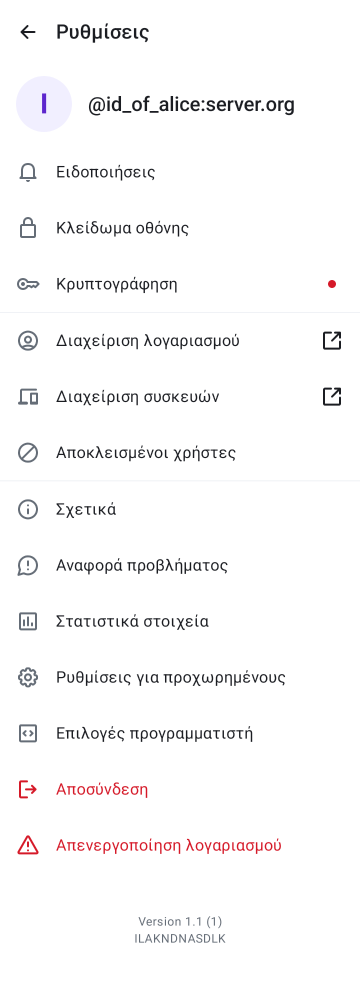 Ρυθμίσεις
I
@id_of_alice:server.org
Ειδοποιήσεις
Κλείδωμα οθόνης
Κρυπτογράφηση
Διαχείριση λογαριασμού
Διαχείριση συσκευών
Αποκλεισμένοι χρήστες
Σχετικά
Αναφορά προβλήματος
Στατιστικά στοιχεία
Ρυθμίσεις για προχωρημένους
Επιλογές προγραμματιστή
Αποσύνδεση
Απενεργοποίηση λογαριασμού
Version 1.1 (1)
ILAKNDNASDLK